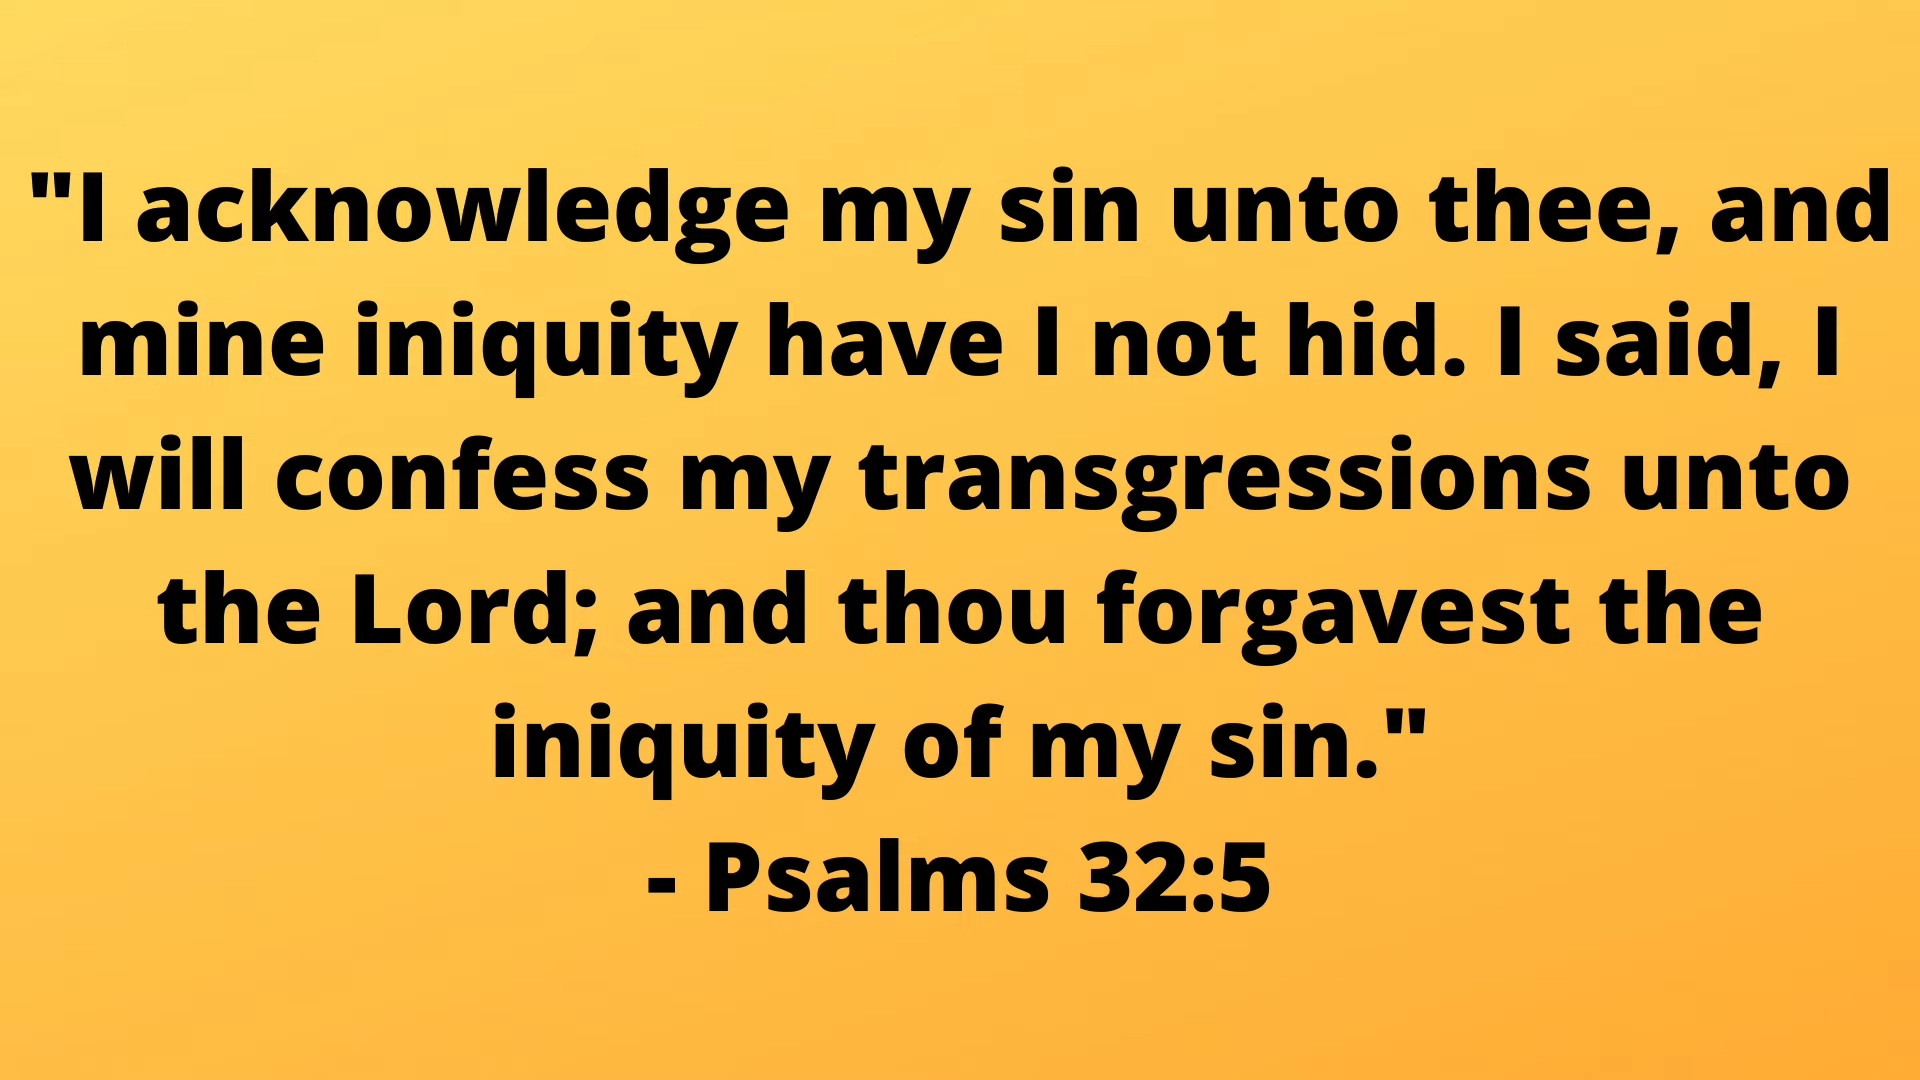 "I acknowledge my sin unto thee, and
mine iniquity have I not hid. I said, I
will confess my transgressions unto
the Lord; and thou forgavest the
iniquity of my sin."
- Psalms 32:5